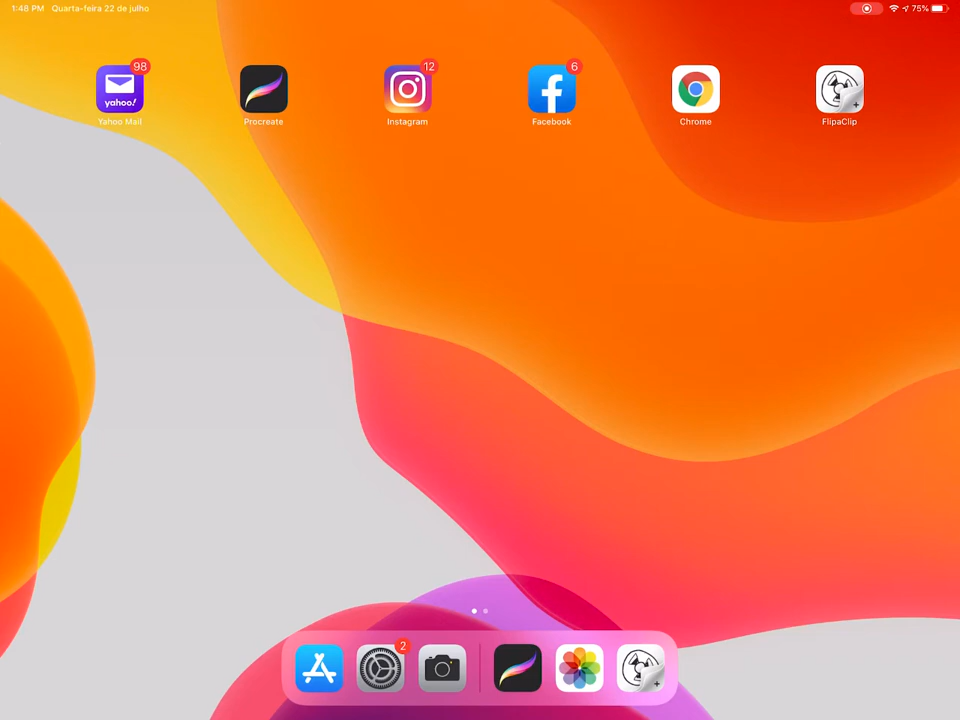 1:48 PM Quarta-feira 22 de julho
75%
98
12
6
yahoo!
Yahoo Mail
Procreate
Instagram
Facebook
Chrome
FlipaClip
2